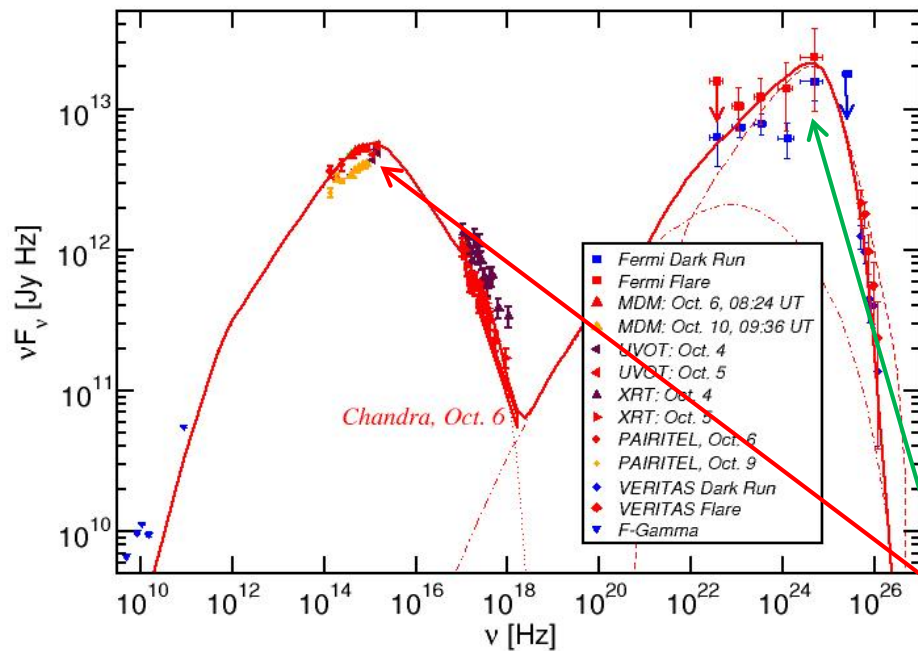 νFν [Jy Hz]
10^13
10^12
10^11
10^10
Chandra, Oct. 6
Fermi Dark Run
Fermi Flare
MDM: Oct. 6, 08:24 UT
MDM: Oct. 10, 09:36 UT
UVOT: Oct. 4
UVOT: Oct. 5
XRT: Oct. 4
XRT: Oct. 5
PAIRITEL, Oct. 6
PAIRITEL, Oct. 9
VERITAS Dark Run
VERITAS Flare
F-Gamma
10^10 10^12 10^14 10^16 10^18 10^20 10^22 10^24 10^26
ν [Hz]